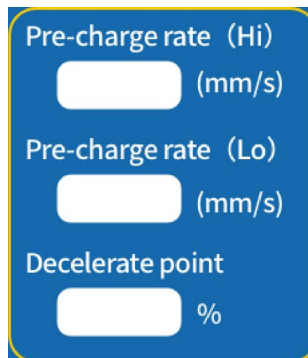 Pre-charge rate（Hi）
(mm/s)
Pre-charge rate（Lo）
(mm/s)
Decelerate point
%